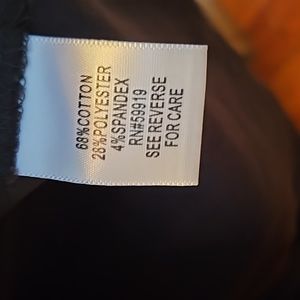 68%COTTON
28%POLYESTER
4%SPANDEX
RN#59919
SEE REVERSE
FOR CARE